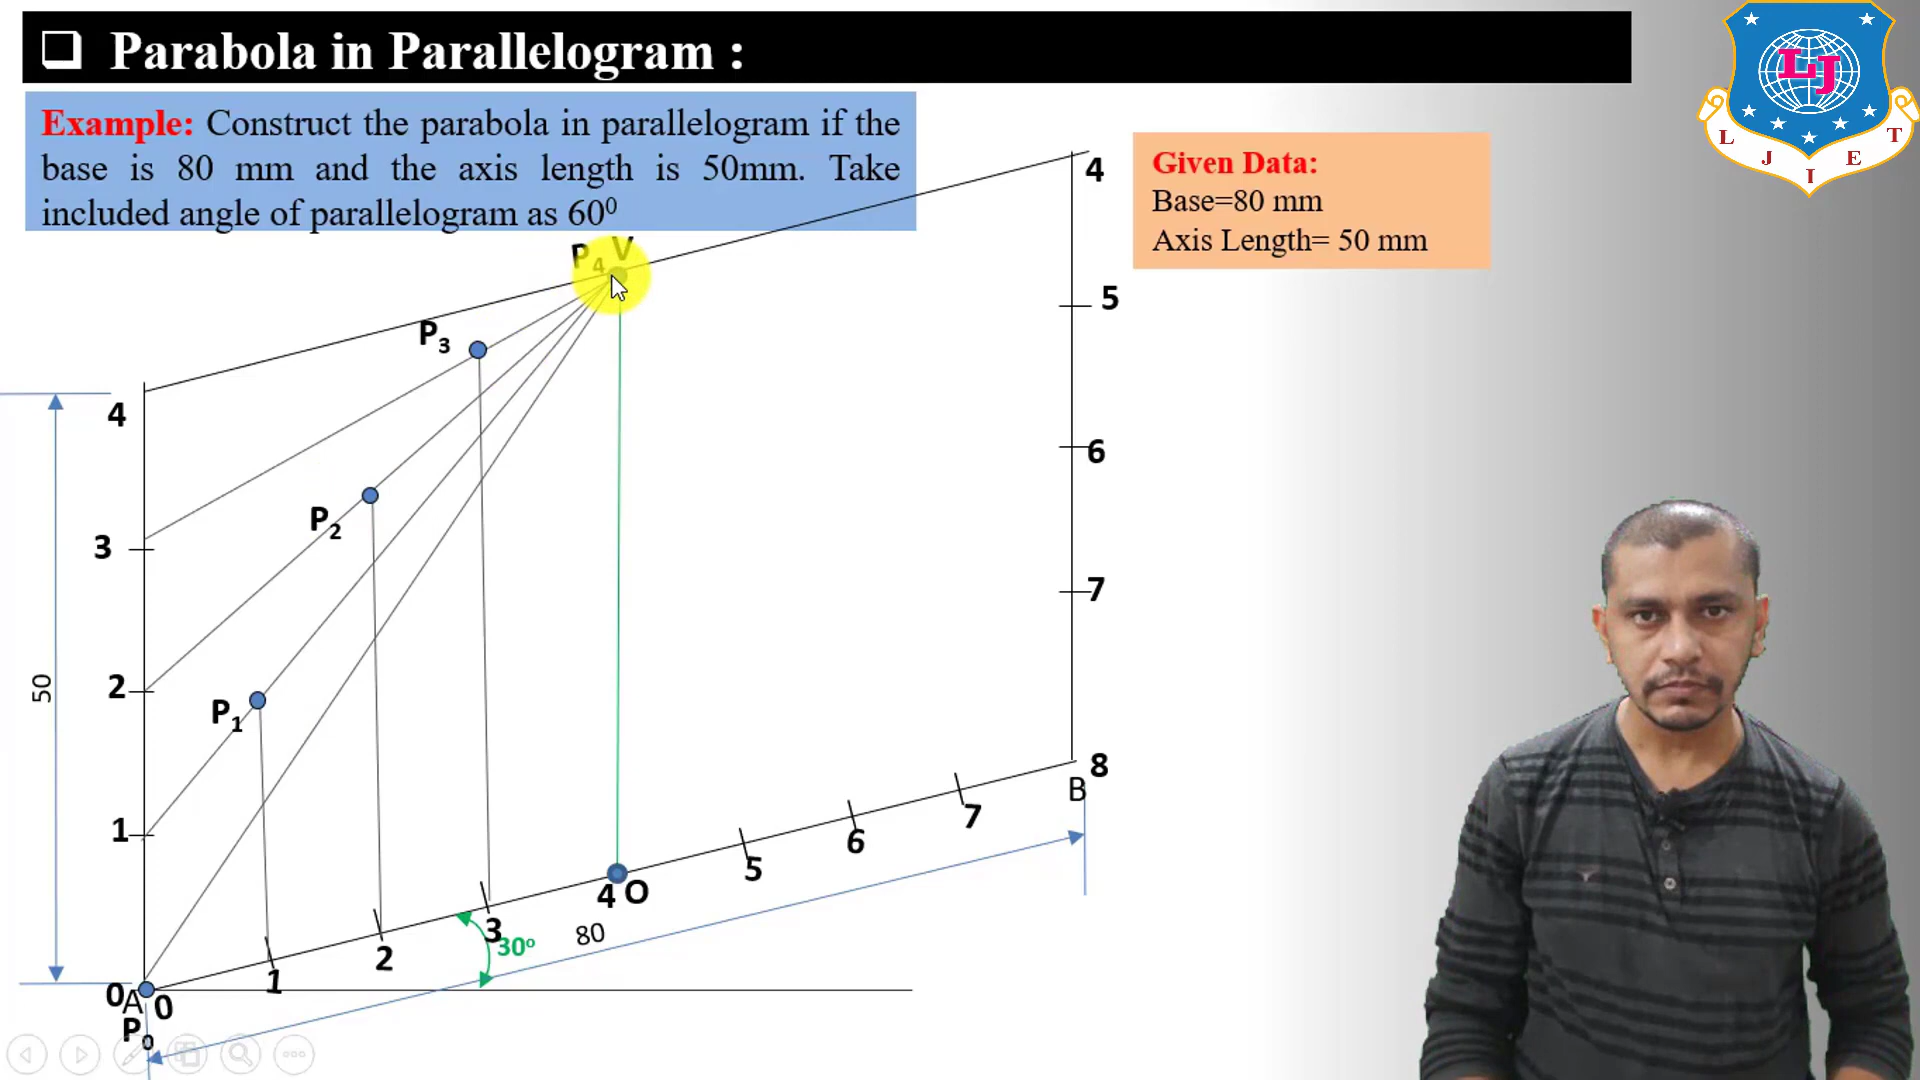 ❑ Parabola in Parallelogram :
Example: Construct the parabola in parallelogram if the
base is 80 mm and the axis length is 50mm. Take
included angle of parallelogram as 60⁰
Given Data:
Base=80 mm
Axis Length= 50 mm
L J I E T
LJ
P₄ V
4
5
6
7
8
B
P₃
4
3
P₂
2
P₁
1
50
0
A 0
P₀
1
2
3
4 O
5
6
7
30⁰
80